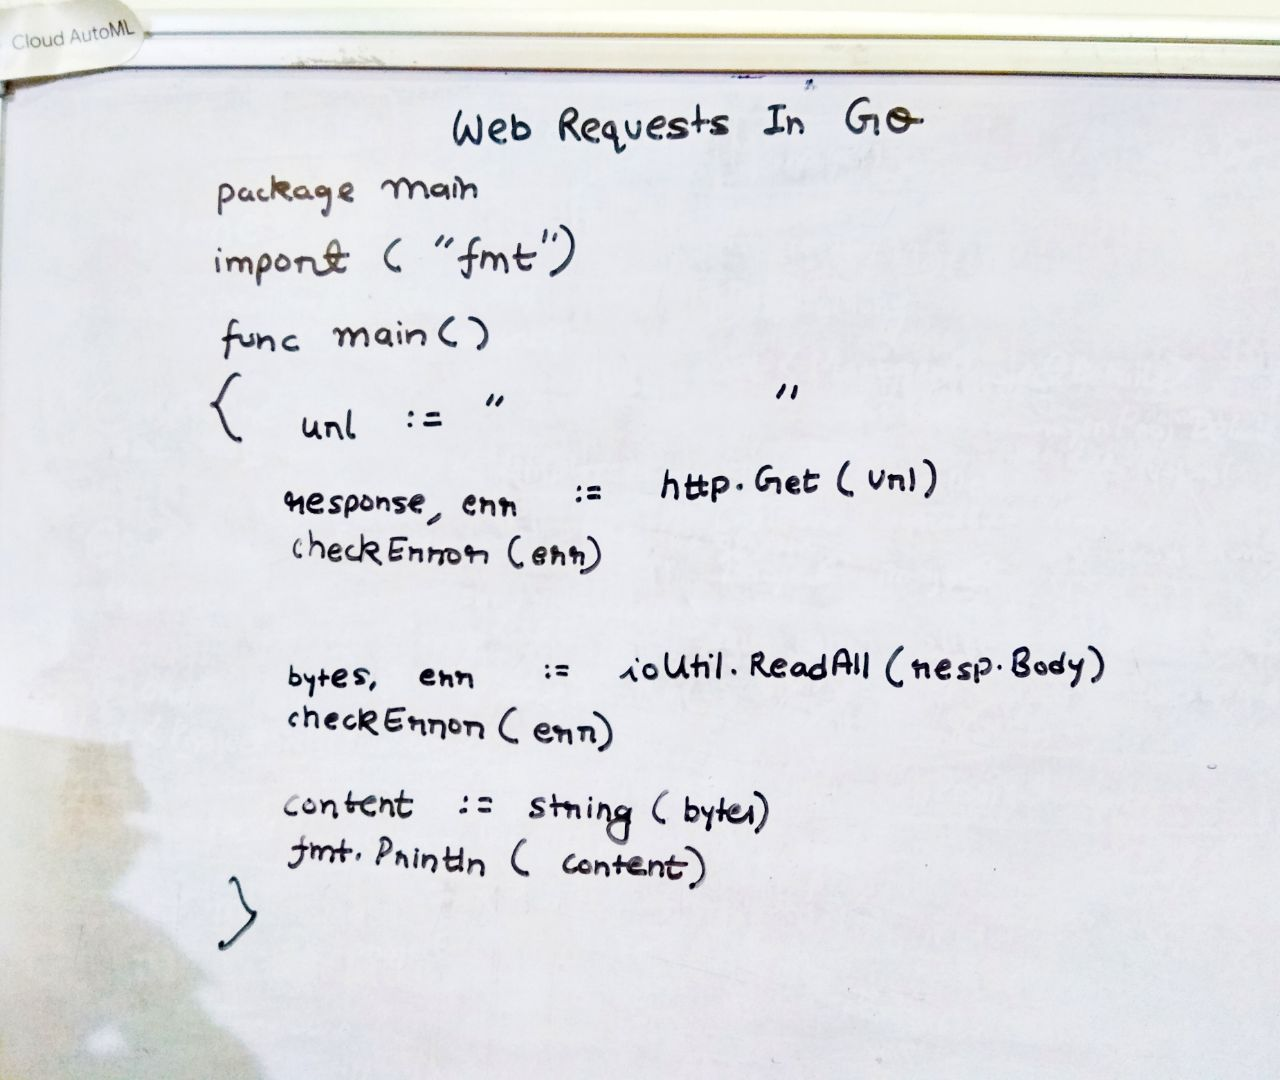 Cloud AutoML
Web Requests In Go
package main
import ( "fmt")
func main()
{ url := " "
response, err := http.Get (url)
checkError (err)
bytes, err := ioUtil.ReadAll (resp.Body)
checkError (err)
content := string (bytes)
fmt.Println ( content)
}